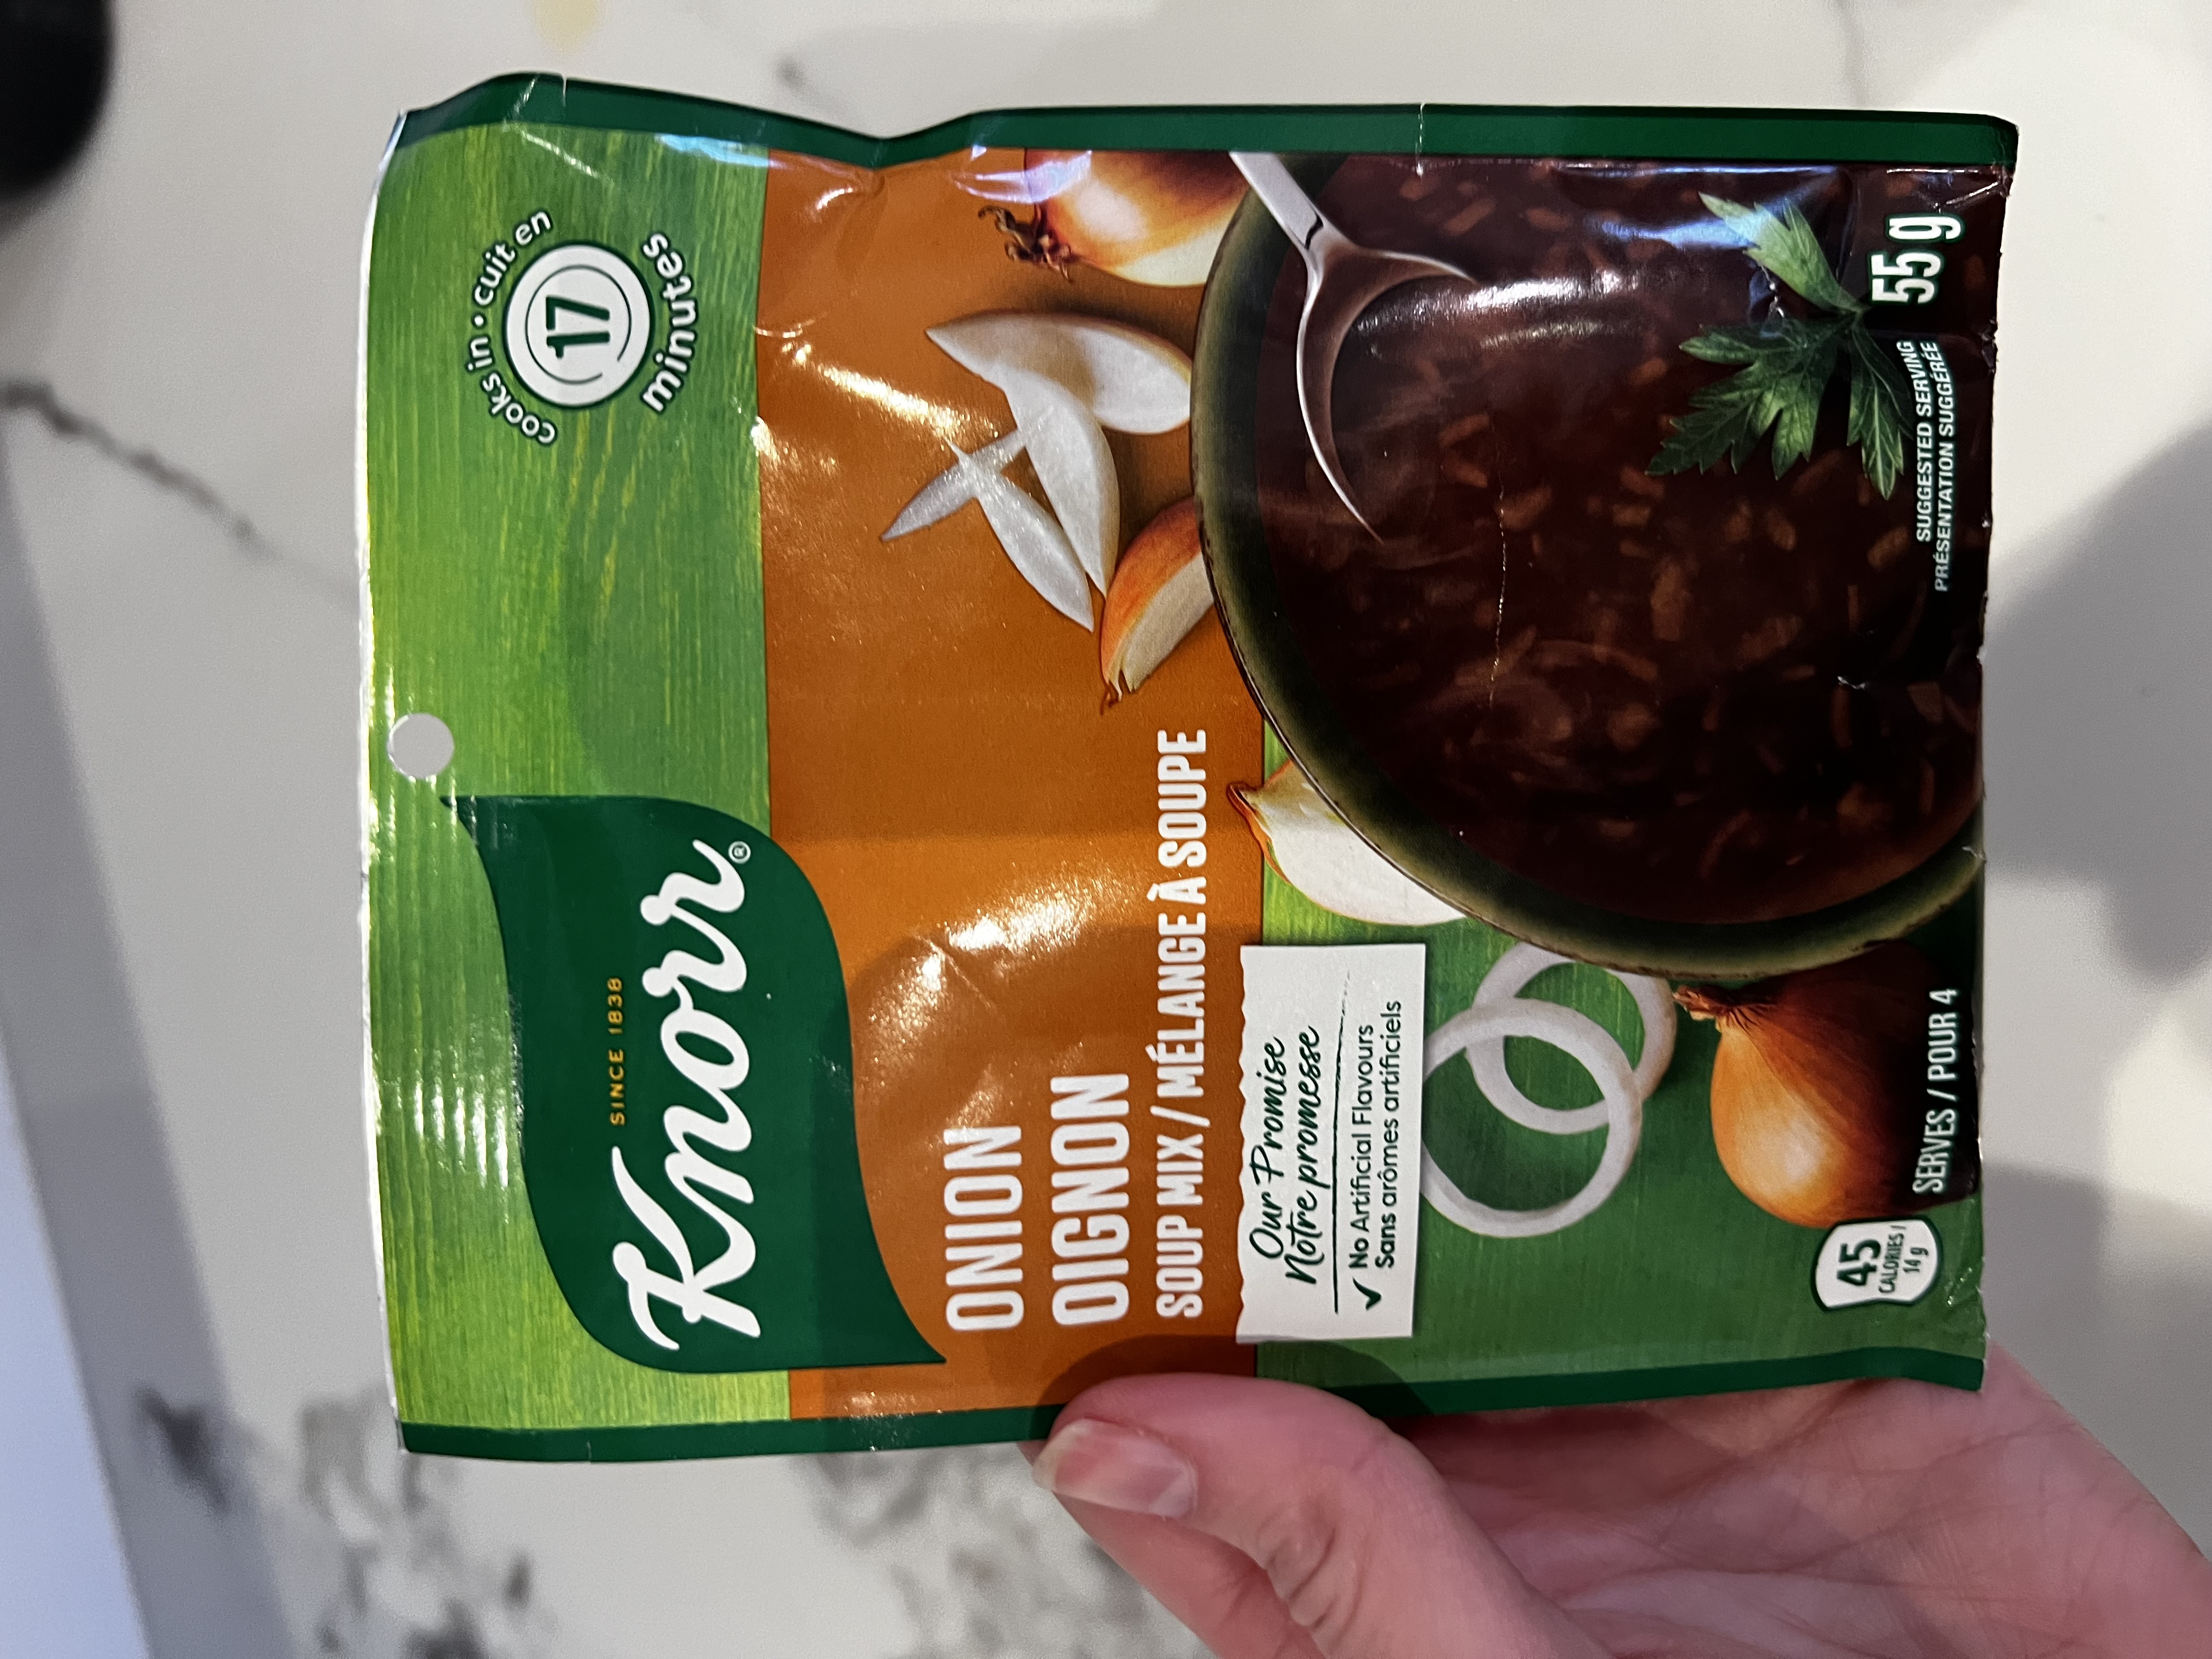 SINCE 1838
Knorr®
cooks in • cuit en
17
minutes
ONION
OIGNON
SOUP MIX / MÉLANGE À SOUPE
Our Promise
Notre promesse
✓ No Artificial Flavours
Sans arômes artificiels
45
CALORIES /
14 g
SERVES / POUR 4
SUGGESTED SERVING
PRÉSENTATION SUGGÉRÉE
55 g